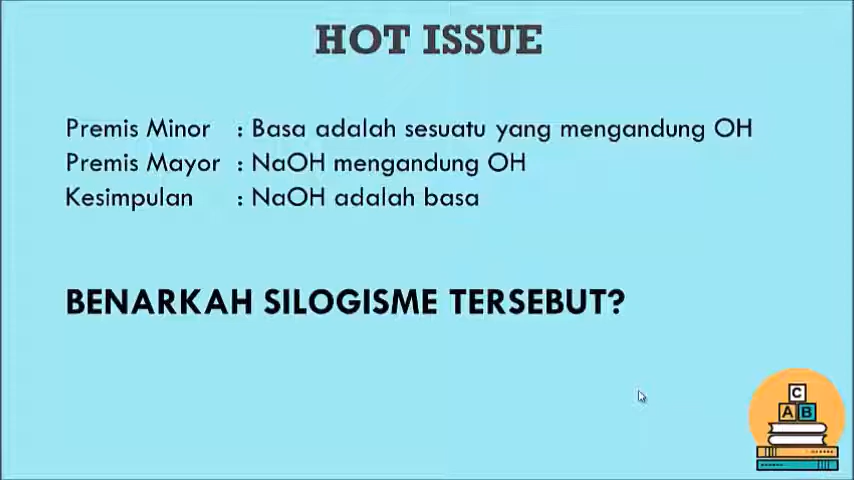 HOT ISSUE
Premis Minor : Basa adalah sesuatu yang mengandung OH
Premis Mayor : NaOH mengandung OH
Kesimpulan : NaOH adalah basa
BENARKAH SILOGISME TERSEBUT?
C
A B